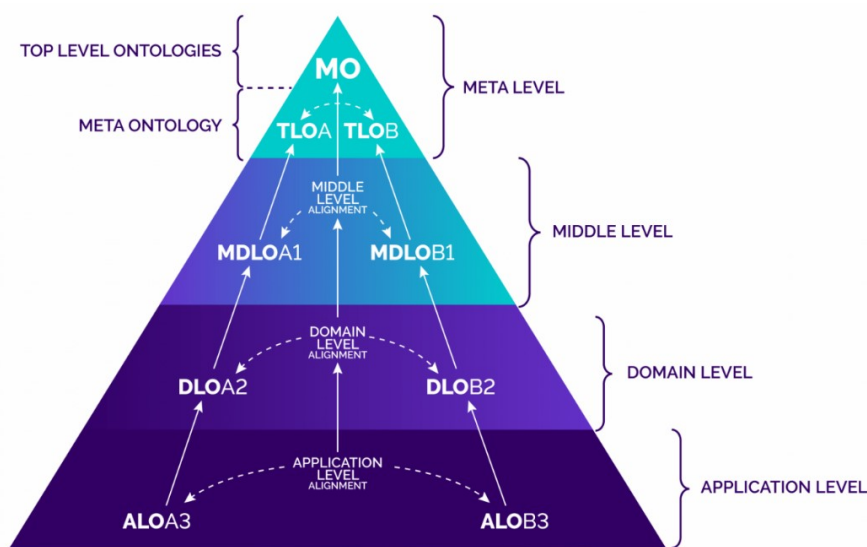 TOP LEVEL ONTOLOGIES
MO
META LEVEL
META ONTOLOGY
TLOA TLOB
MIDDLE
LEVEL
ALIGNMENT
MIDDLE LEVEL
MDLOA1 MDLOB1
DOMAIN
LEVEL
ALIGNMENT
DOMAIN LEVEL
DLOA2 DLOB2
APPLICATION
LEVEL
ALIGNMENT
APPLICATION LEVEL
ALOA3 ALOB3